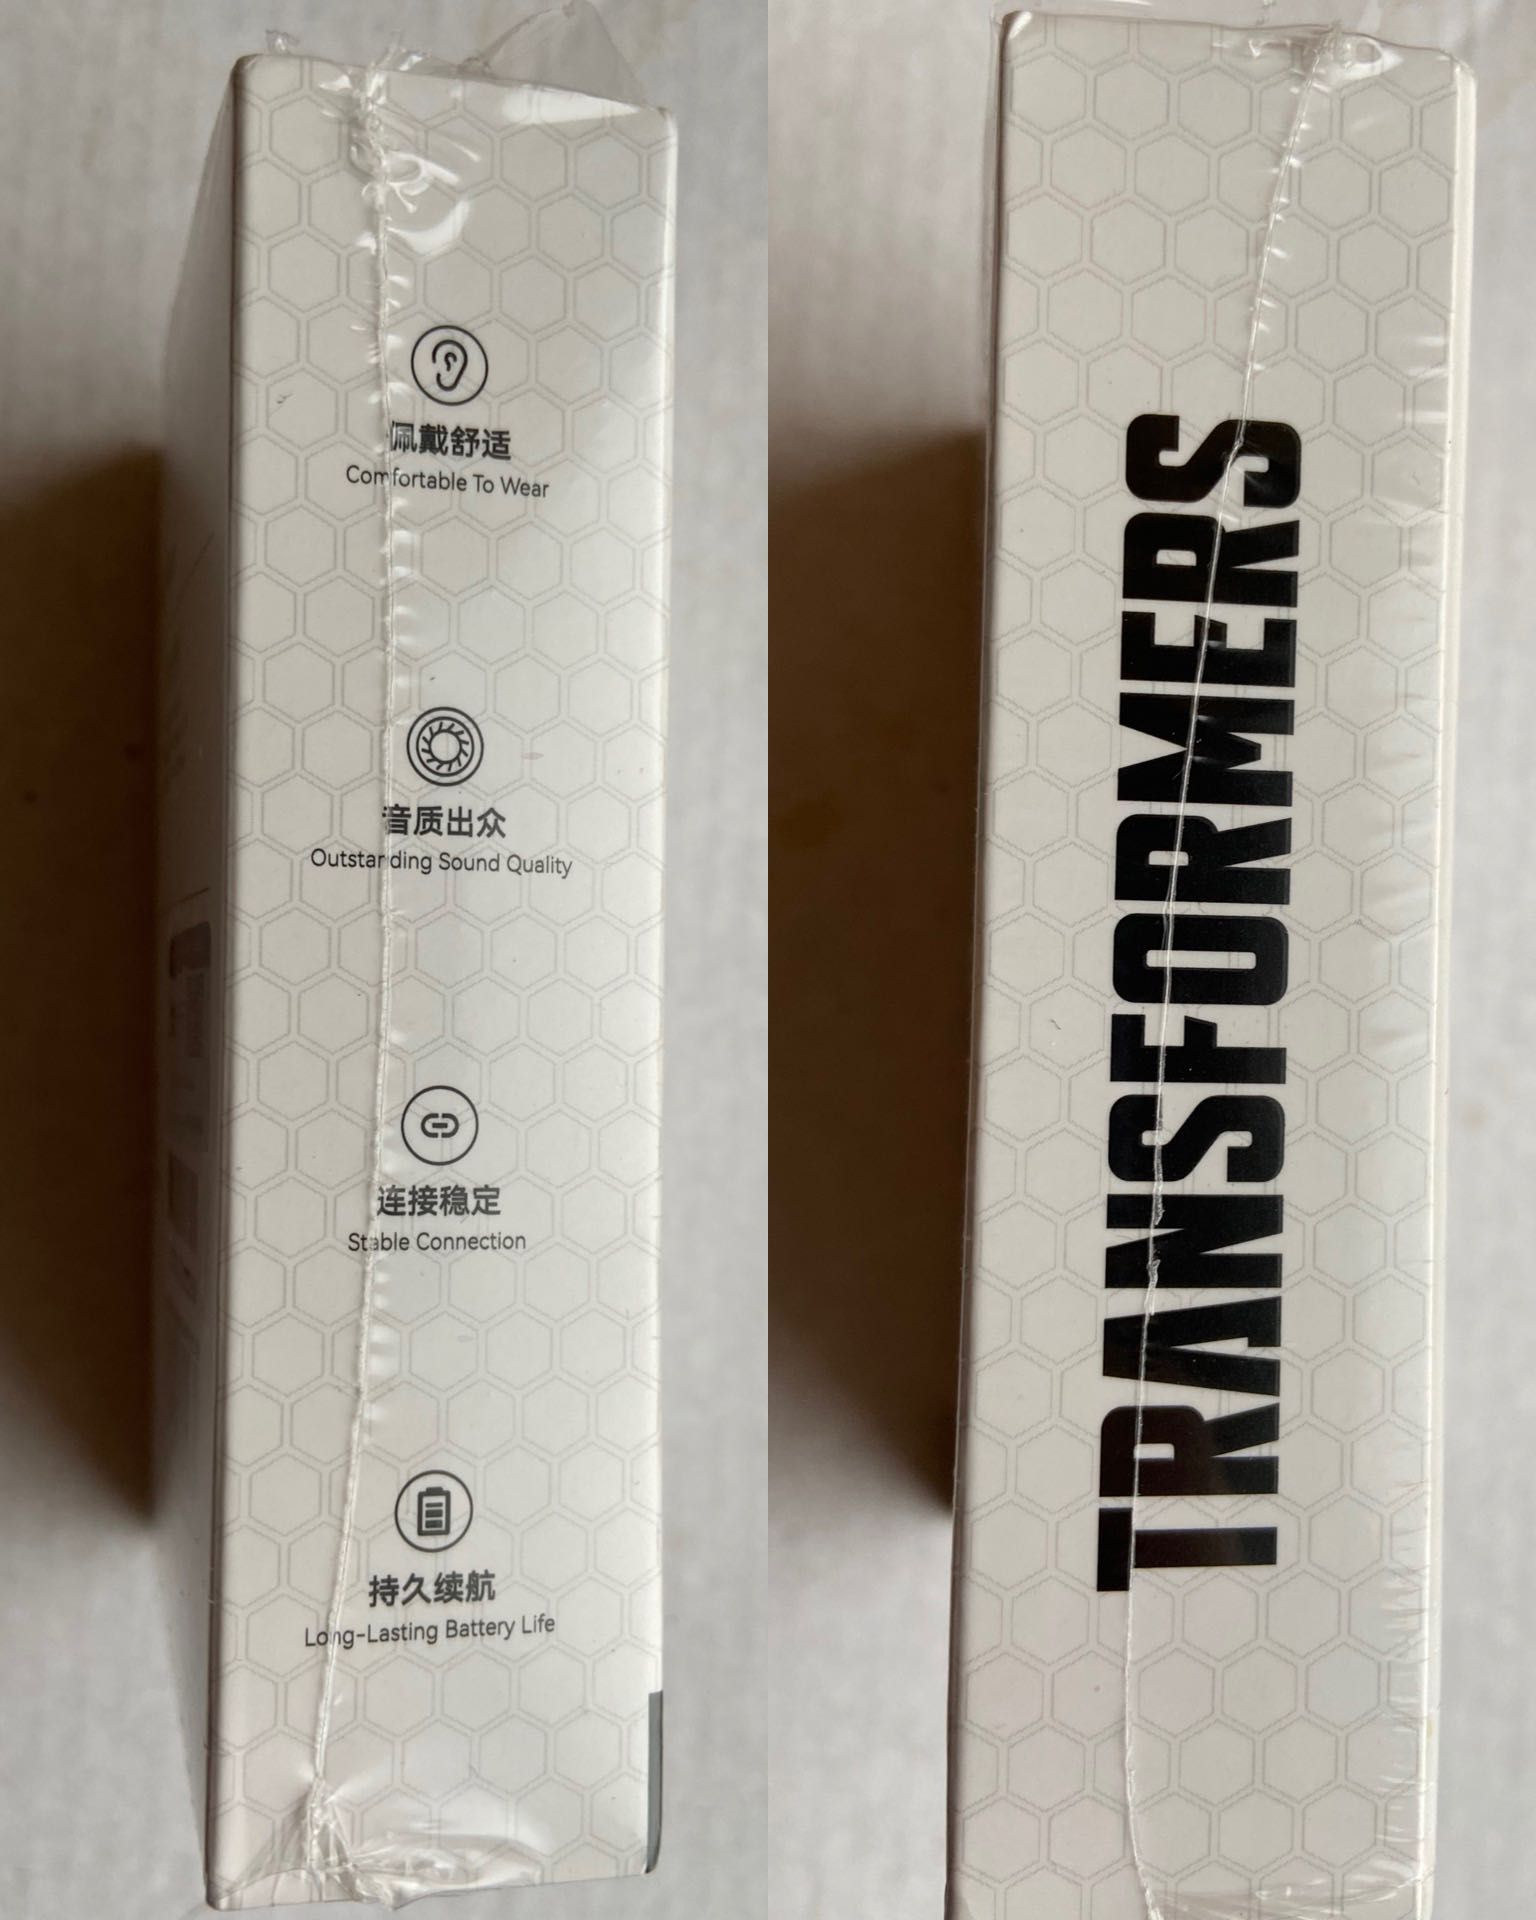 佩戴舒适
Comfortable To Wear
音质出众
Outstanding Sound Quality
连接稳定
Stable Connection
持久续航
Long-Lasting Battery Life
TRANSFORMERS